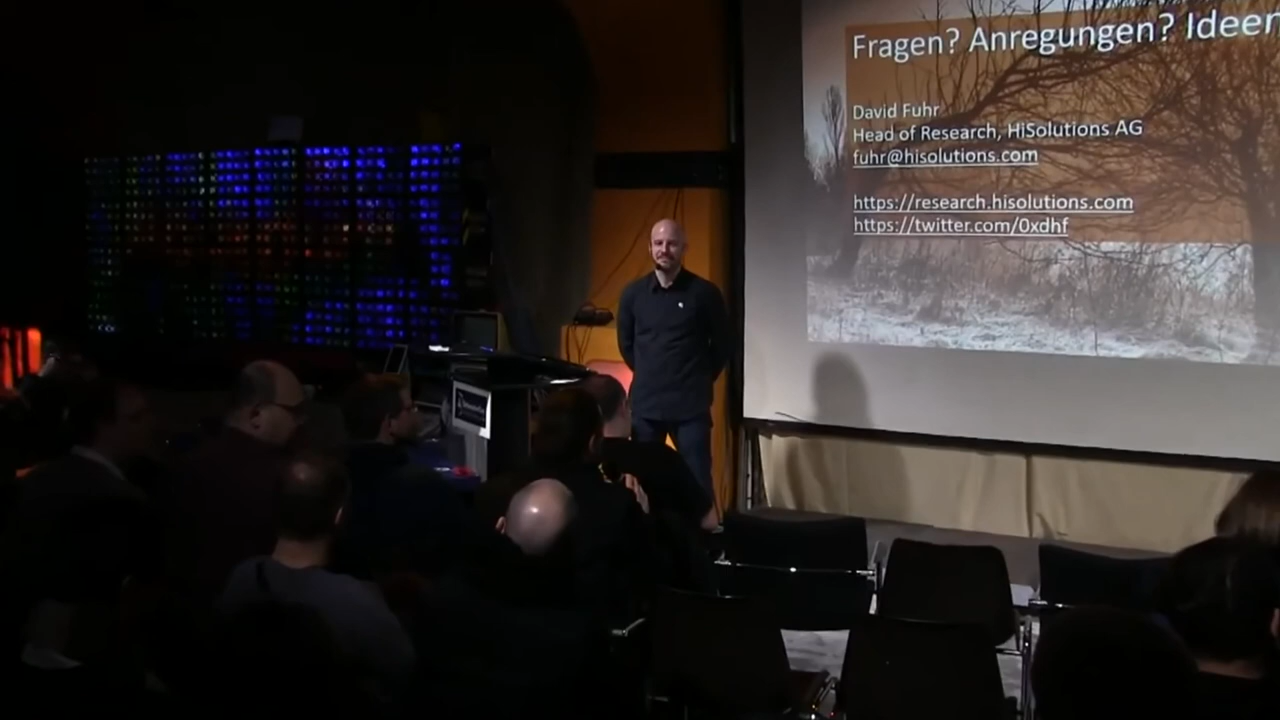 Fragen? Anregungen? Ideen
David Fuhr
Head of Research, HiSolutions AG
fuhr@hisolutions.com
https://research.hisolutions.com
https://twitter.com/0xdhf